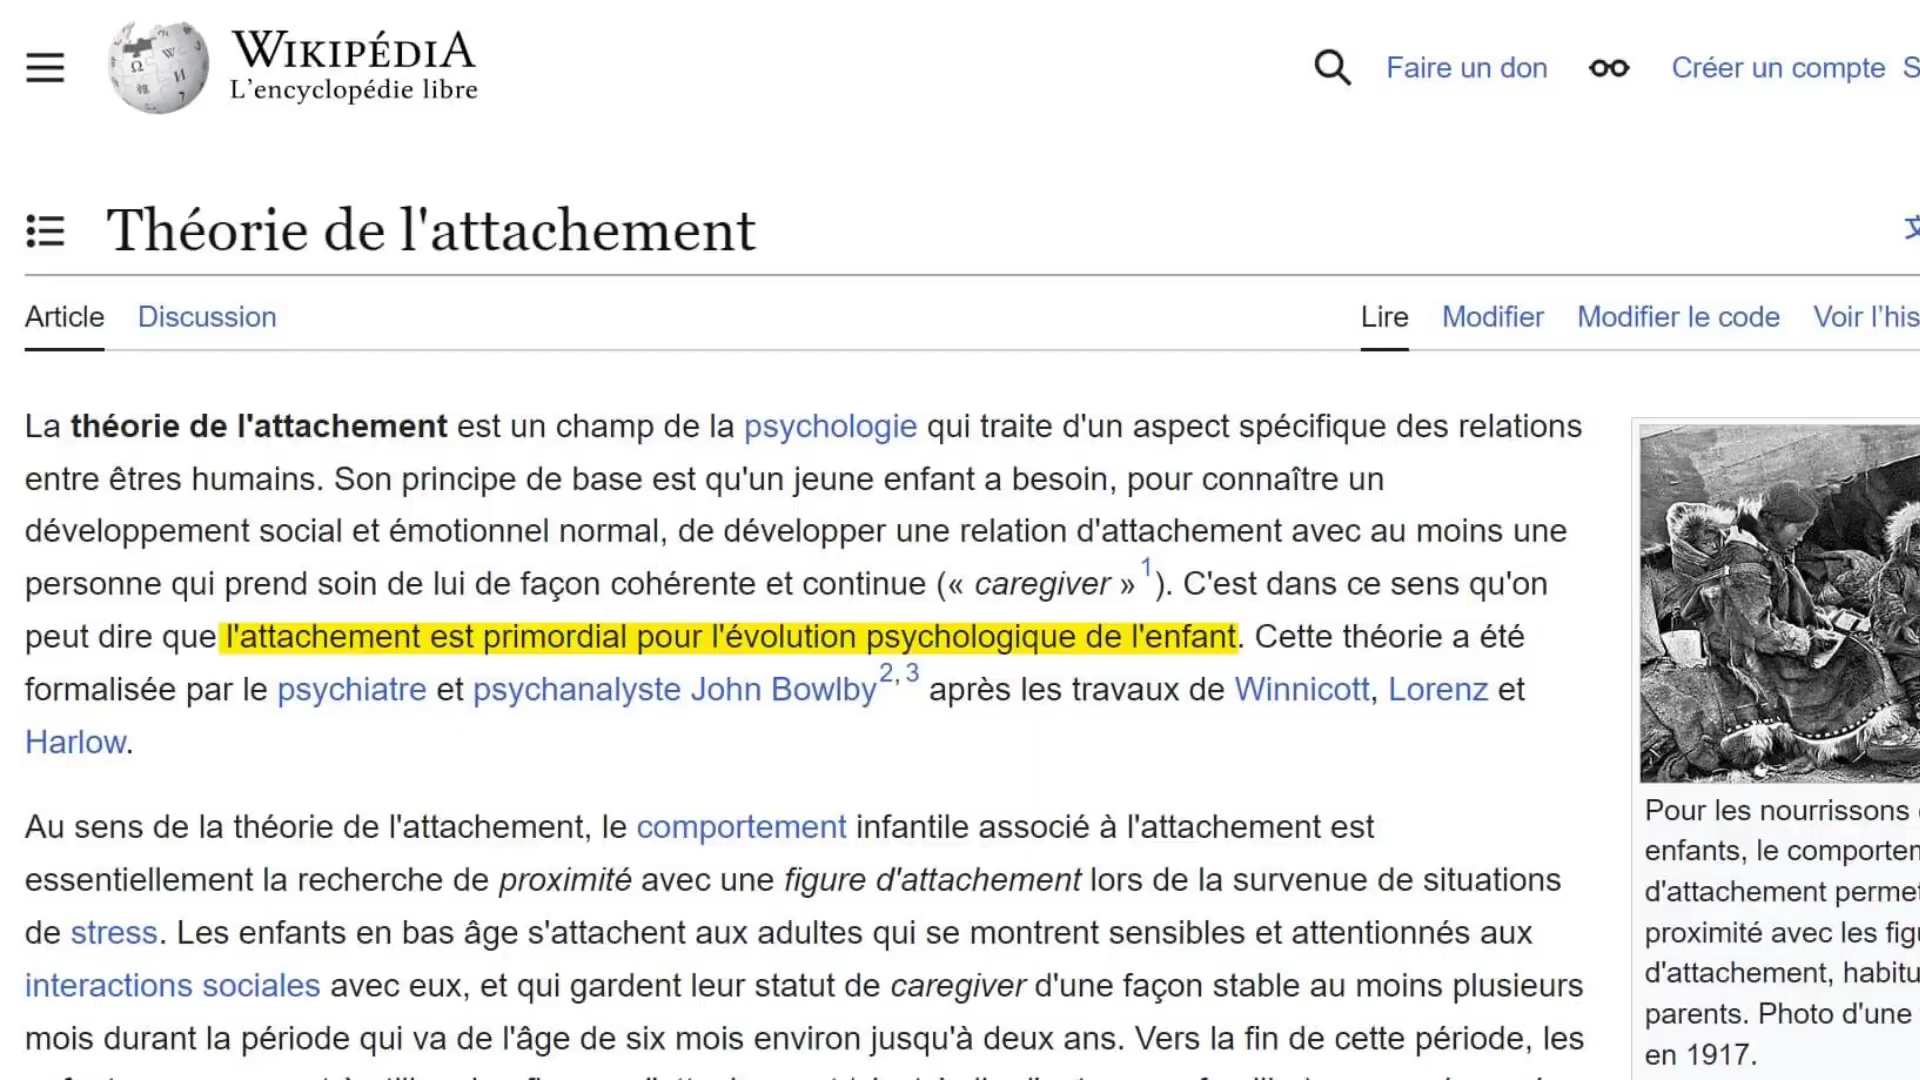 WIKIPÉDIA
L'encyclopédie libre
Faire un don
Créer un compte
Théorie de l'attachement
Article Discussion
Lire Modifier Modifier le code Voir l'his
La théorie de l'attachement est un champ de la psychologie qui traite d'un aspect spécifique des relations
entre êtres humains. Son principe de base est qu'un jeune enfant a besoin, pour connaître un
développement social et émotionnel normal, de développer une relation d'attachement avec au moins une
personne qui prend soin de lui de façon cohérente et continue (« caregiver »1). C'est dans ce sens qu'on
peut dire que l'attachement est primordial pour l'évolution psychologique de l'enfant. Cette théorie a été
formalisée par le psychiatre et psychanalyste John Bowlby2, 3 après les travaux de Winnicott, Lorenz et
Harlow.
Au sens de la théorie de l'attachement, le comportement infantile associé à l'attachement est
essentiellement la recherche de proximité avec une figure d'attachement lors de la survenue de situations
de stress. Les enfants en bas âge s'attachent aux adultes qui se montrent sensibles et attentionnés aux
interactions sociales avec eux, et qui gardent leur statut de caregiver d'une façon stable au moins plusieurs
mois durant la période qui va de l'âge de six mois environ jusqu'à deux ans. Vers la fin de cette période, les
Pour les nourrissons
enfants, le comportem
d'attachement permet
proximité avec les figu
d'attachement, habitu
parents. Photo d'une
en 1917.